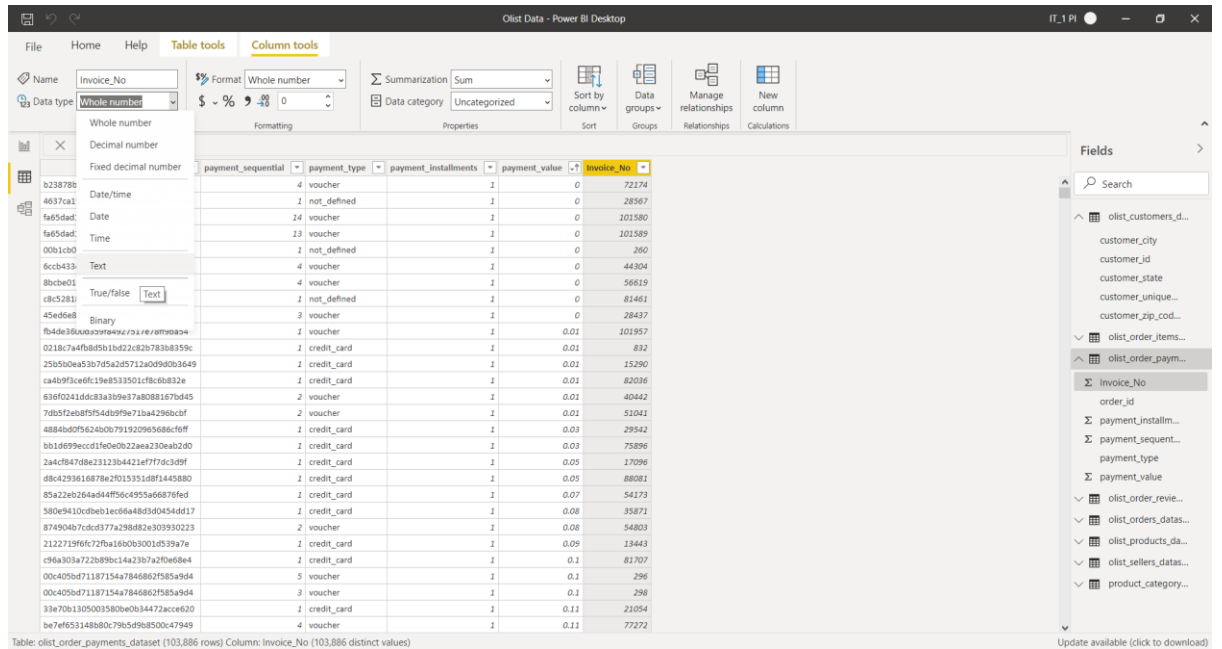 Olist Data - Power BI Desktop
IT_1 PI
File Home Help Table tools Column tools
Name Invoice_No
Data type Whole number
$% Format Whole number
$ % 9 .00 0
Formatting
Summarization Sum
Data category Uncategorized
Properties
Sort by column
Sort
Data groups
Groups
Manage relationships
Relationships
New column
Calculations
Whole number
Decimal number
Fixed decimal number
Date/time
Date
Time
Text
True/false Text
Binary
payment_sequential payment_type payment_installments payment_value Invoice_No
b23878b 4 voucher 1 0 72174
4637ca1 1 not_defined 1 0 28567
fa65dad 14 voucher 1 0 101580
fa65dad 13 voucher 1 0 101589
00b1cb0 1 not_defined 1 0 260
6ccb433 4 voucher 1 0 44304
8bcbe01 4 voucher 1 0 56619
c8c5281 1 not_defined 1 0 81461
45ed6e8 3 voucher 1 0 28437
1 voucher 1 0.01 101957
0218c7a4fb8d5b1bd22c82b783b8359c 1 credit_card 1 0.01 832
25b5b0ea53b7d5a2d5712a0d9d0b3649 1 credit_card 1 0.01 15290
ca4b9f3ce6fc19e8533501cf8c6b832e 1 credit_card 1 0.01 82036
636f0241ddc83a3b9e37a8088167bd45 2 voucher 1 0.01 40442
7db5f2eb8f5f54db9f9e71ba4296bcbf 2 voucher 1 0.01 51041
4884bd0f5624b0b791920965686cf6ff 1 credit_card 1 0.03 29542
bb1d699eccd1fe0e0b22aea230eab2d0 1 credit_card 1 0.03 75896
2a4cf847d8e23123b4421ef7f7dc3d9f 1 credit_card 1 0.05 17096
d8c4293616878e2f015351d8f1445880 1 credit_card 1 0.05 88081
85a22eb264ad44ff56c4955a66876fed 1 credit_card 1 0.07 54173
580e9410cdbeb1ec66a48d3d0454dd17 1 credit_card 1 0.08 35871
874904b7cdcd377a298d82e303930223 2 voucher 1 0.08 54803
2122719f6fc72fba16b0b3001d539a7e 1 credit_card 1 0.09 13443
c96a303a722b89bc14a23b7a2f0e68e4 1 credit_card 1 0.1 81707
00c405bd71187154a7846862f585a9d4 5 voucher 1 0.1 296
00c405bd71187154a7846862f585a9d4 3 voucher 1 0.1 298
33e70b1305003580be0b34472acce620 1 credit_card 1 0.11 21054
be7ef653148b80c79b5d9b8500c47949 4 voucher 1 0.11 77272
Fields
Search
olist_customers_d...
customer_city
customer_id
customer_state
customer_unique...
customer_zip_cod...
olist_order_items...
olist_order_paym...
Σ Invoice_No
order_id
Σ payment_installm...
Σ payment_sequent...
payment_type
Σ payment_value
olist_order_revie...
olist_orders_datas...
olist_products_da...
olist_sellers_datas...
product_category...
Table: olist_order_payments_dataset (103,886 rows) Column: Invoice_No (103,886 distinct values)
Update available (click to download)